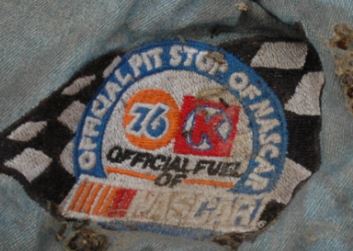 OFFICIAL PIT STOP OF NASCAR
76 K
OFFICIAL FUEL
OF
NASCAR